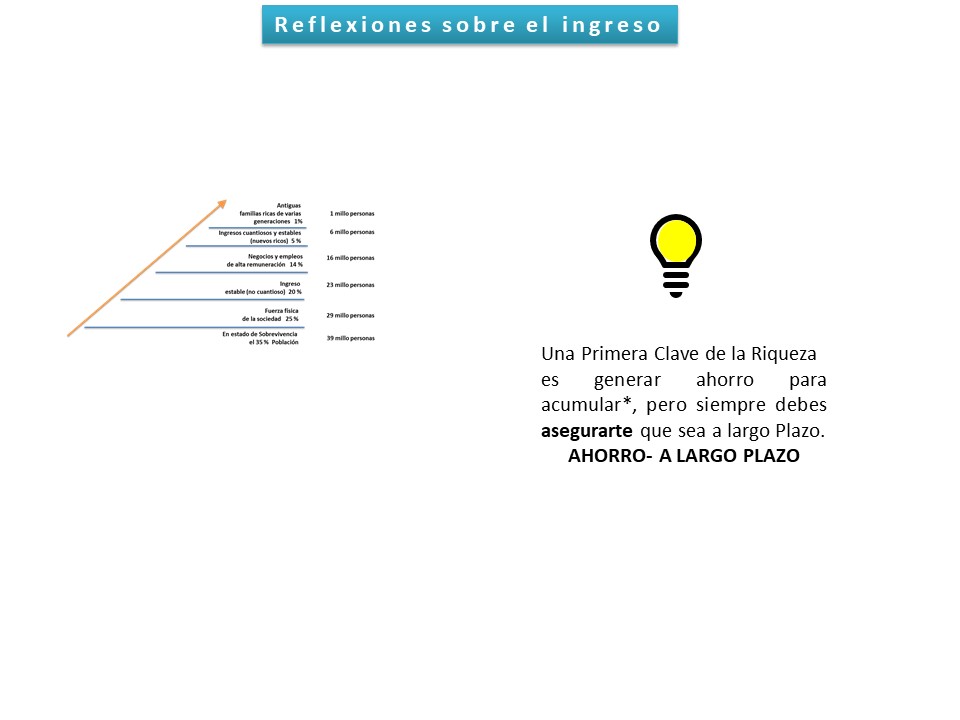 Reflexiones sobre el ingreso
Antiguas
familias ricas de varias
generaciones 1%
1 millo personas
Ingresos cuantiosos y estables
(nuevos ricos) 5 %
6 millo personas
Negocios y empleos
de alta remuneración 14 %
16 millo personas
Ingreso
estable (no cuantioso) 20 %
23 millo personas
Fuerza física
de la sociedad 25 %
29 millo personas
En estado de Sobrevivencia
el 35 % Población
39 millo personas
Una Primera Clave de la Riqueza
es generar ahorro para
acumular*, pero siempre debes
asegurarte que sea a largo Plazo.
AHORRO- A LARGO PLAZO